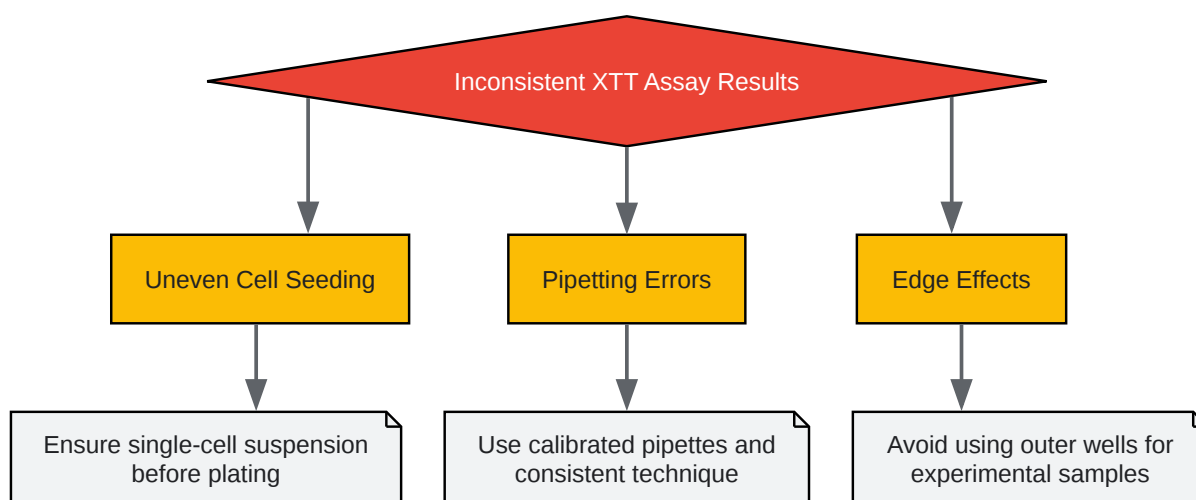 Inconsistent XTT Assay Results
Uneven Cell Seeding
Pipetting Errors
Edge Effects
Ensure single-cell suspension
before plating
Use calibrated pipettes and
consistent technique
Avoid using outer wells for
experimental samples